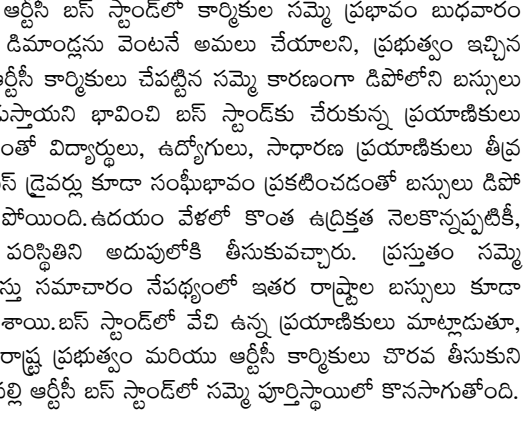 ఆర్టీసీ బస్ స్టాండ్‌లో కార్మికుల సమ్మె ప్రభావం బుధవారం
డిమాండ్లను వెంటనే అమలు చేయాలని, ప్రభుత్వం ఇచ్చిన
కార్మికులు చేపట్టిన సమ్మె కారణంగా డిపోలోని బస్సులు
భావించి బస్ స్టాండ్‌కు చేరుకున్న ప్రయాణికులు
విద్యార్థులు, ఉద్యోగులు, సాధారణ ప్రయాణికులు తీవ్ర
డ్రైవర్లు కూడా సంఘీభావం ప్రకటించడంతో బస్సులు డిపో
పోయింది. ఉదయం వేళలో కొంత ఉద్రిక్తత నెలకొన్నప్పటికీ,
పరిస్థితిని అదుపులోకి తీసుకువచ్చారు. ప్రస్తుతం సమ్మె
సమాచారం నేపథ్యంలో ఇతర రాష్ట్రాల బస్సులు కూడా
బస్ స్టాండ్‌లో వేచి ఉన్న ప్రయాణికులు మాట్లాడుతూ,
రాష్ట్ర ప్రభుత్వం మరియు ఆర్టీసీ కార్మికులు చొరవ తీసుకుని
ఆర్టీసీ బస్ స్టాండ్‌లో సమ్మె పూర్తిస్థాయిలో కొనసాగుతోంది.